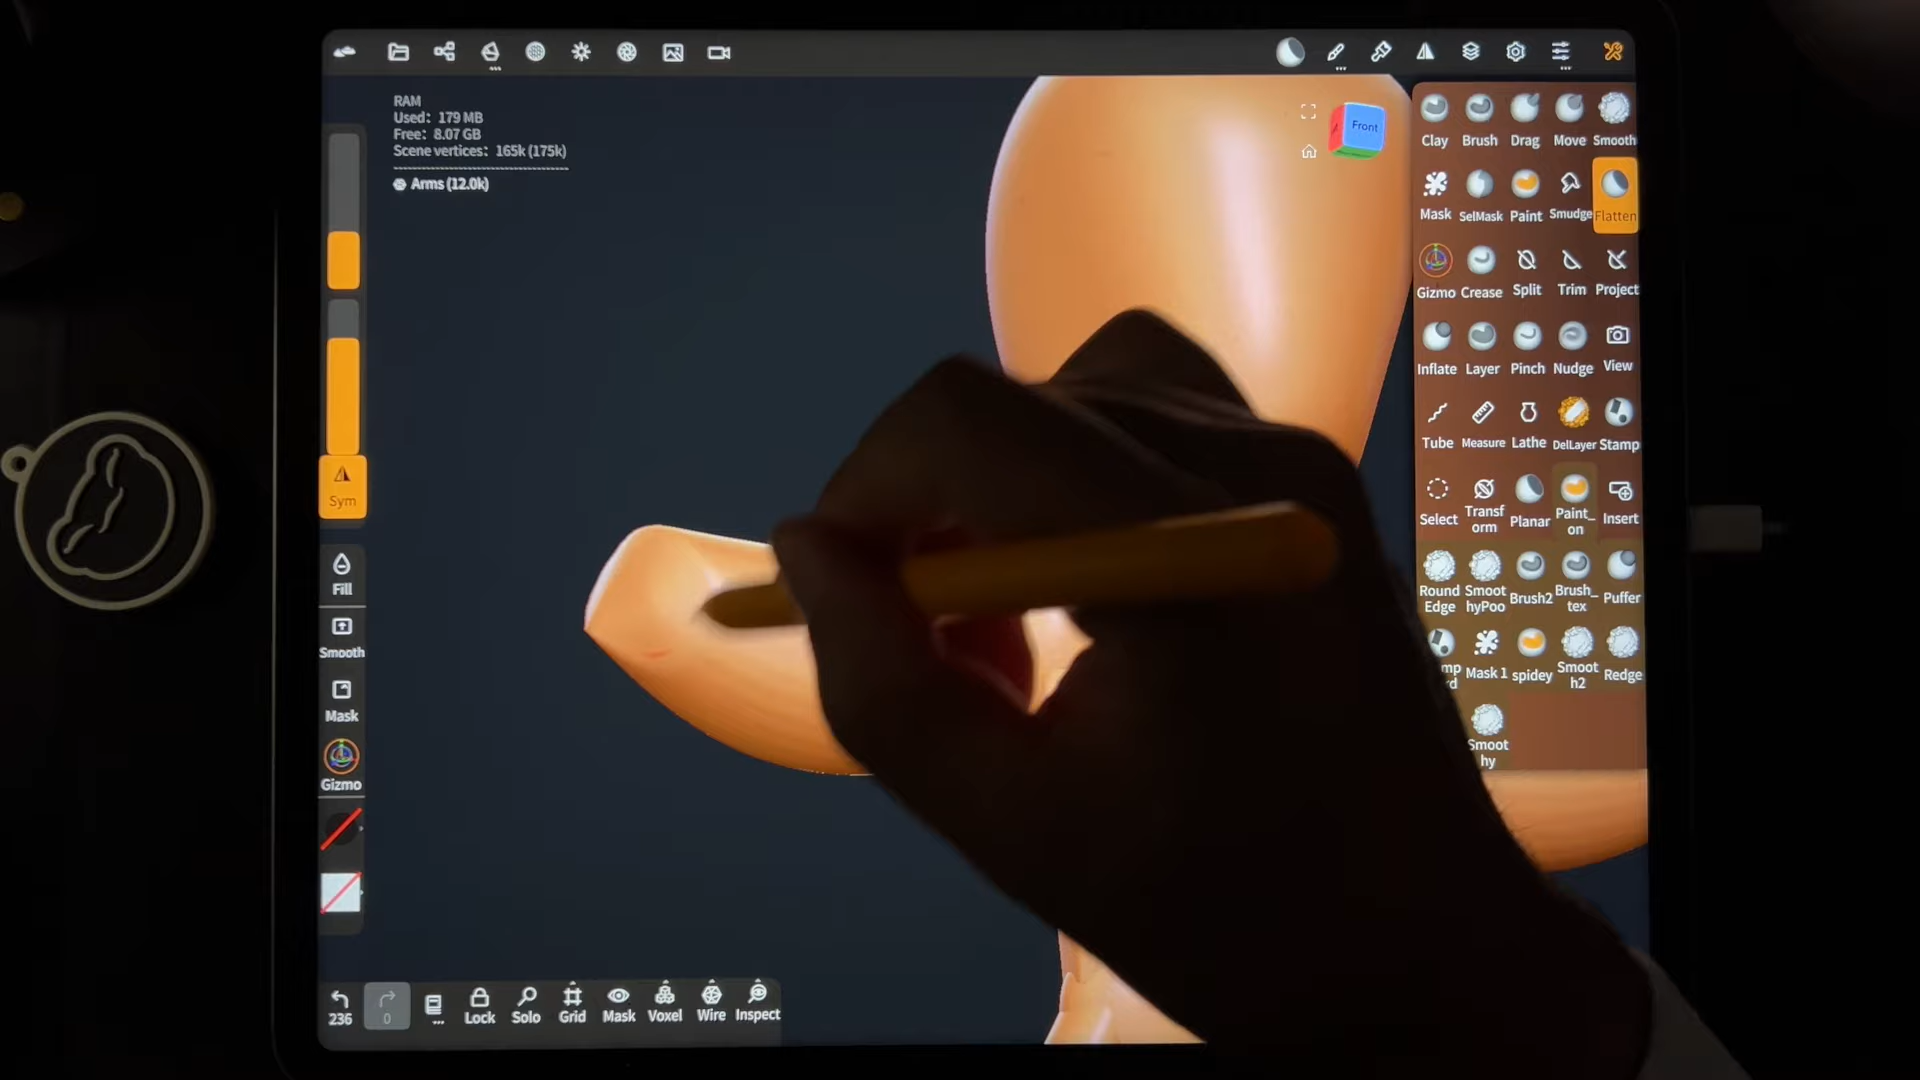 RAM
Used: 179 MB
Free: 8.07 GB
Scene vertices: 165k (175k)
Arms (12.0k)
Front
Clay Brush Drag Move Smooth
Mask SelMask Paint Smudge Flatten
Gizmo Crease Split Trim Project
Inflate Layer Pinch Nudge View
Tube Measure Lathe DelLayer Stamp
Select Transf orm Planar Paint_ on Insert
Round Edge Smoot hyPoo Brush2 Brush_ tex Puffer
Mask 1 spidey Smoot h2 Redge
Smoot hy
Sym
Fill
Smooth
Mask
Gizmo
236 0 Lock Solo Grid Mask Voxel Wire Inspect